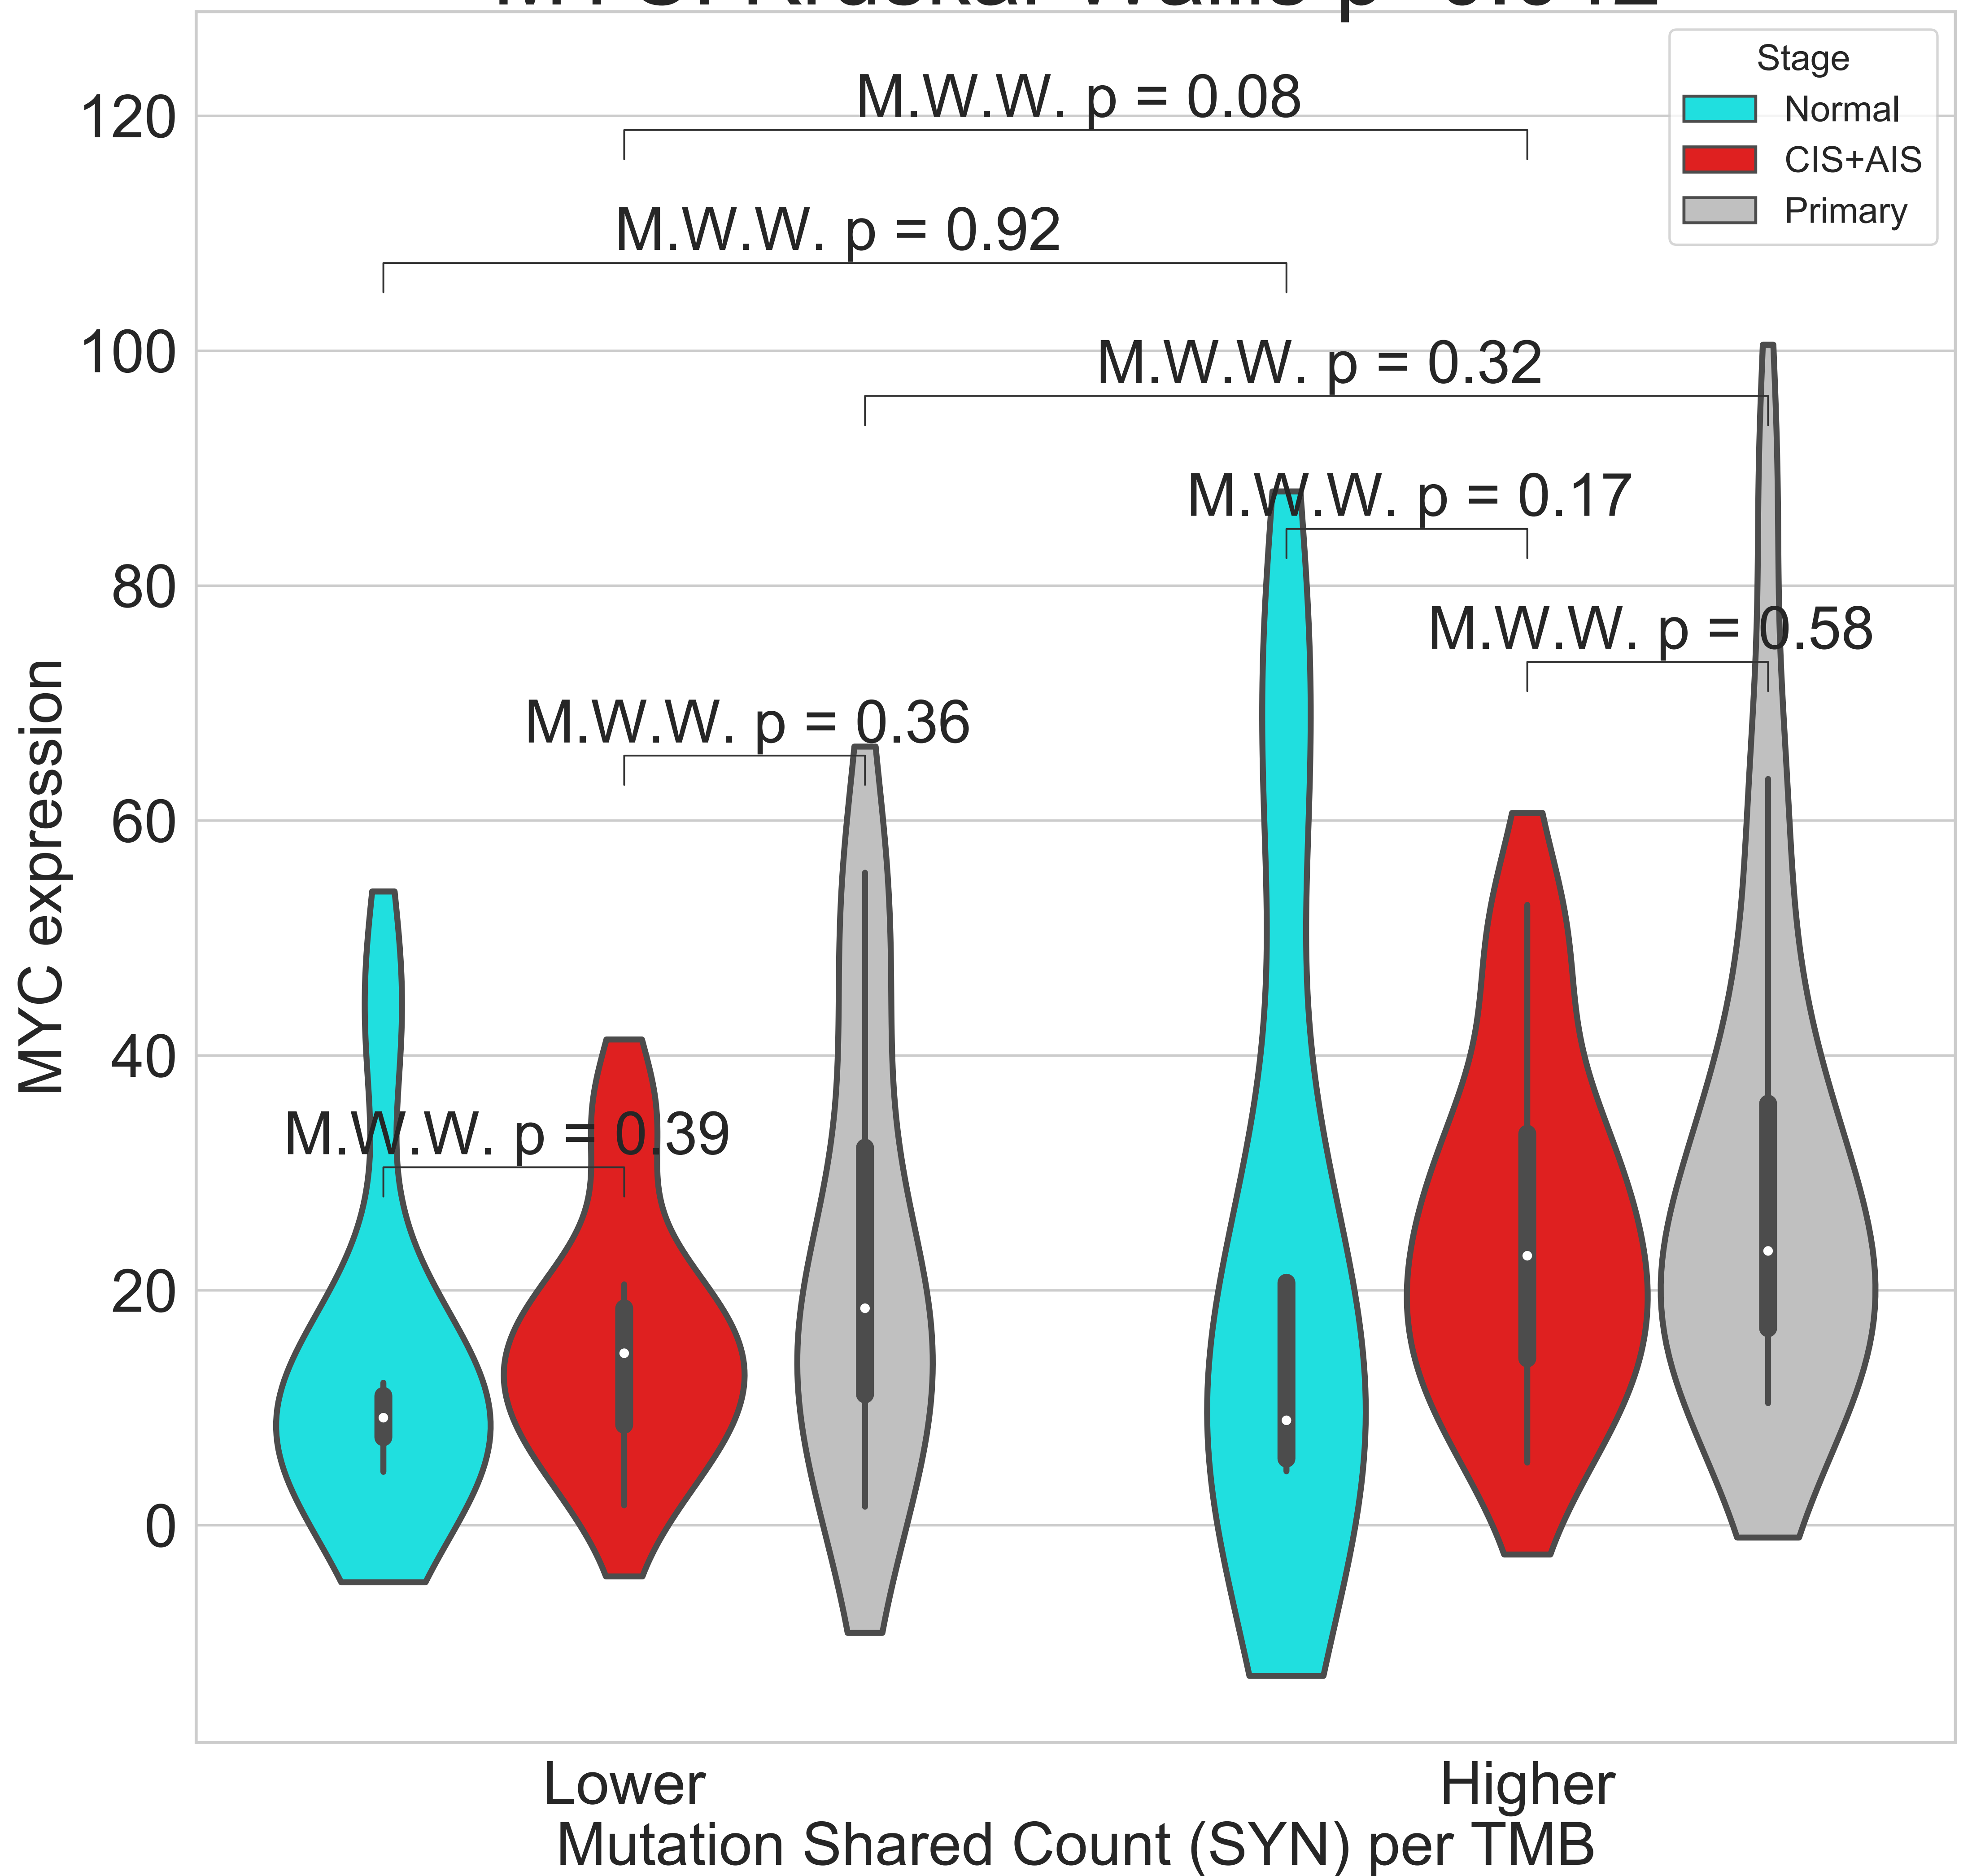 Stage
Normal
CIS+AIS
Primary
M.W.W. p = 0.08
M.W.W. p = 0.92
M.W.W. p = 0.32
M.W.W. p = 0.17
M.W.W. p = 0.58
M.W.W. p = 0.36
M.W.W. p = 0.39
120
100
80
60
40
20
0
MYC expression
Lower
Higher
Mutation Shared Count (SYN) per TMB